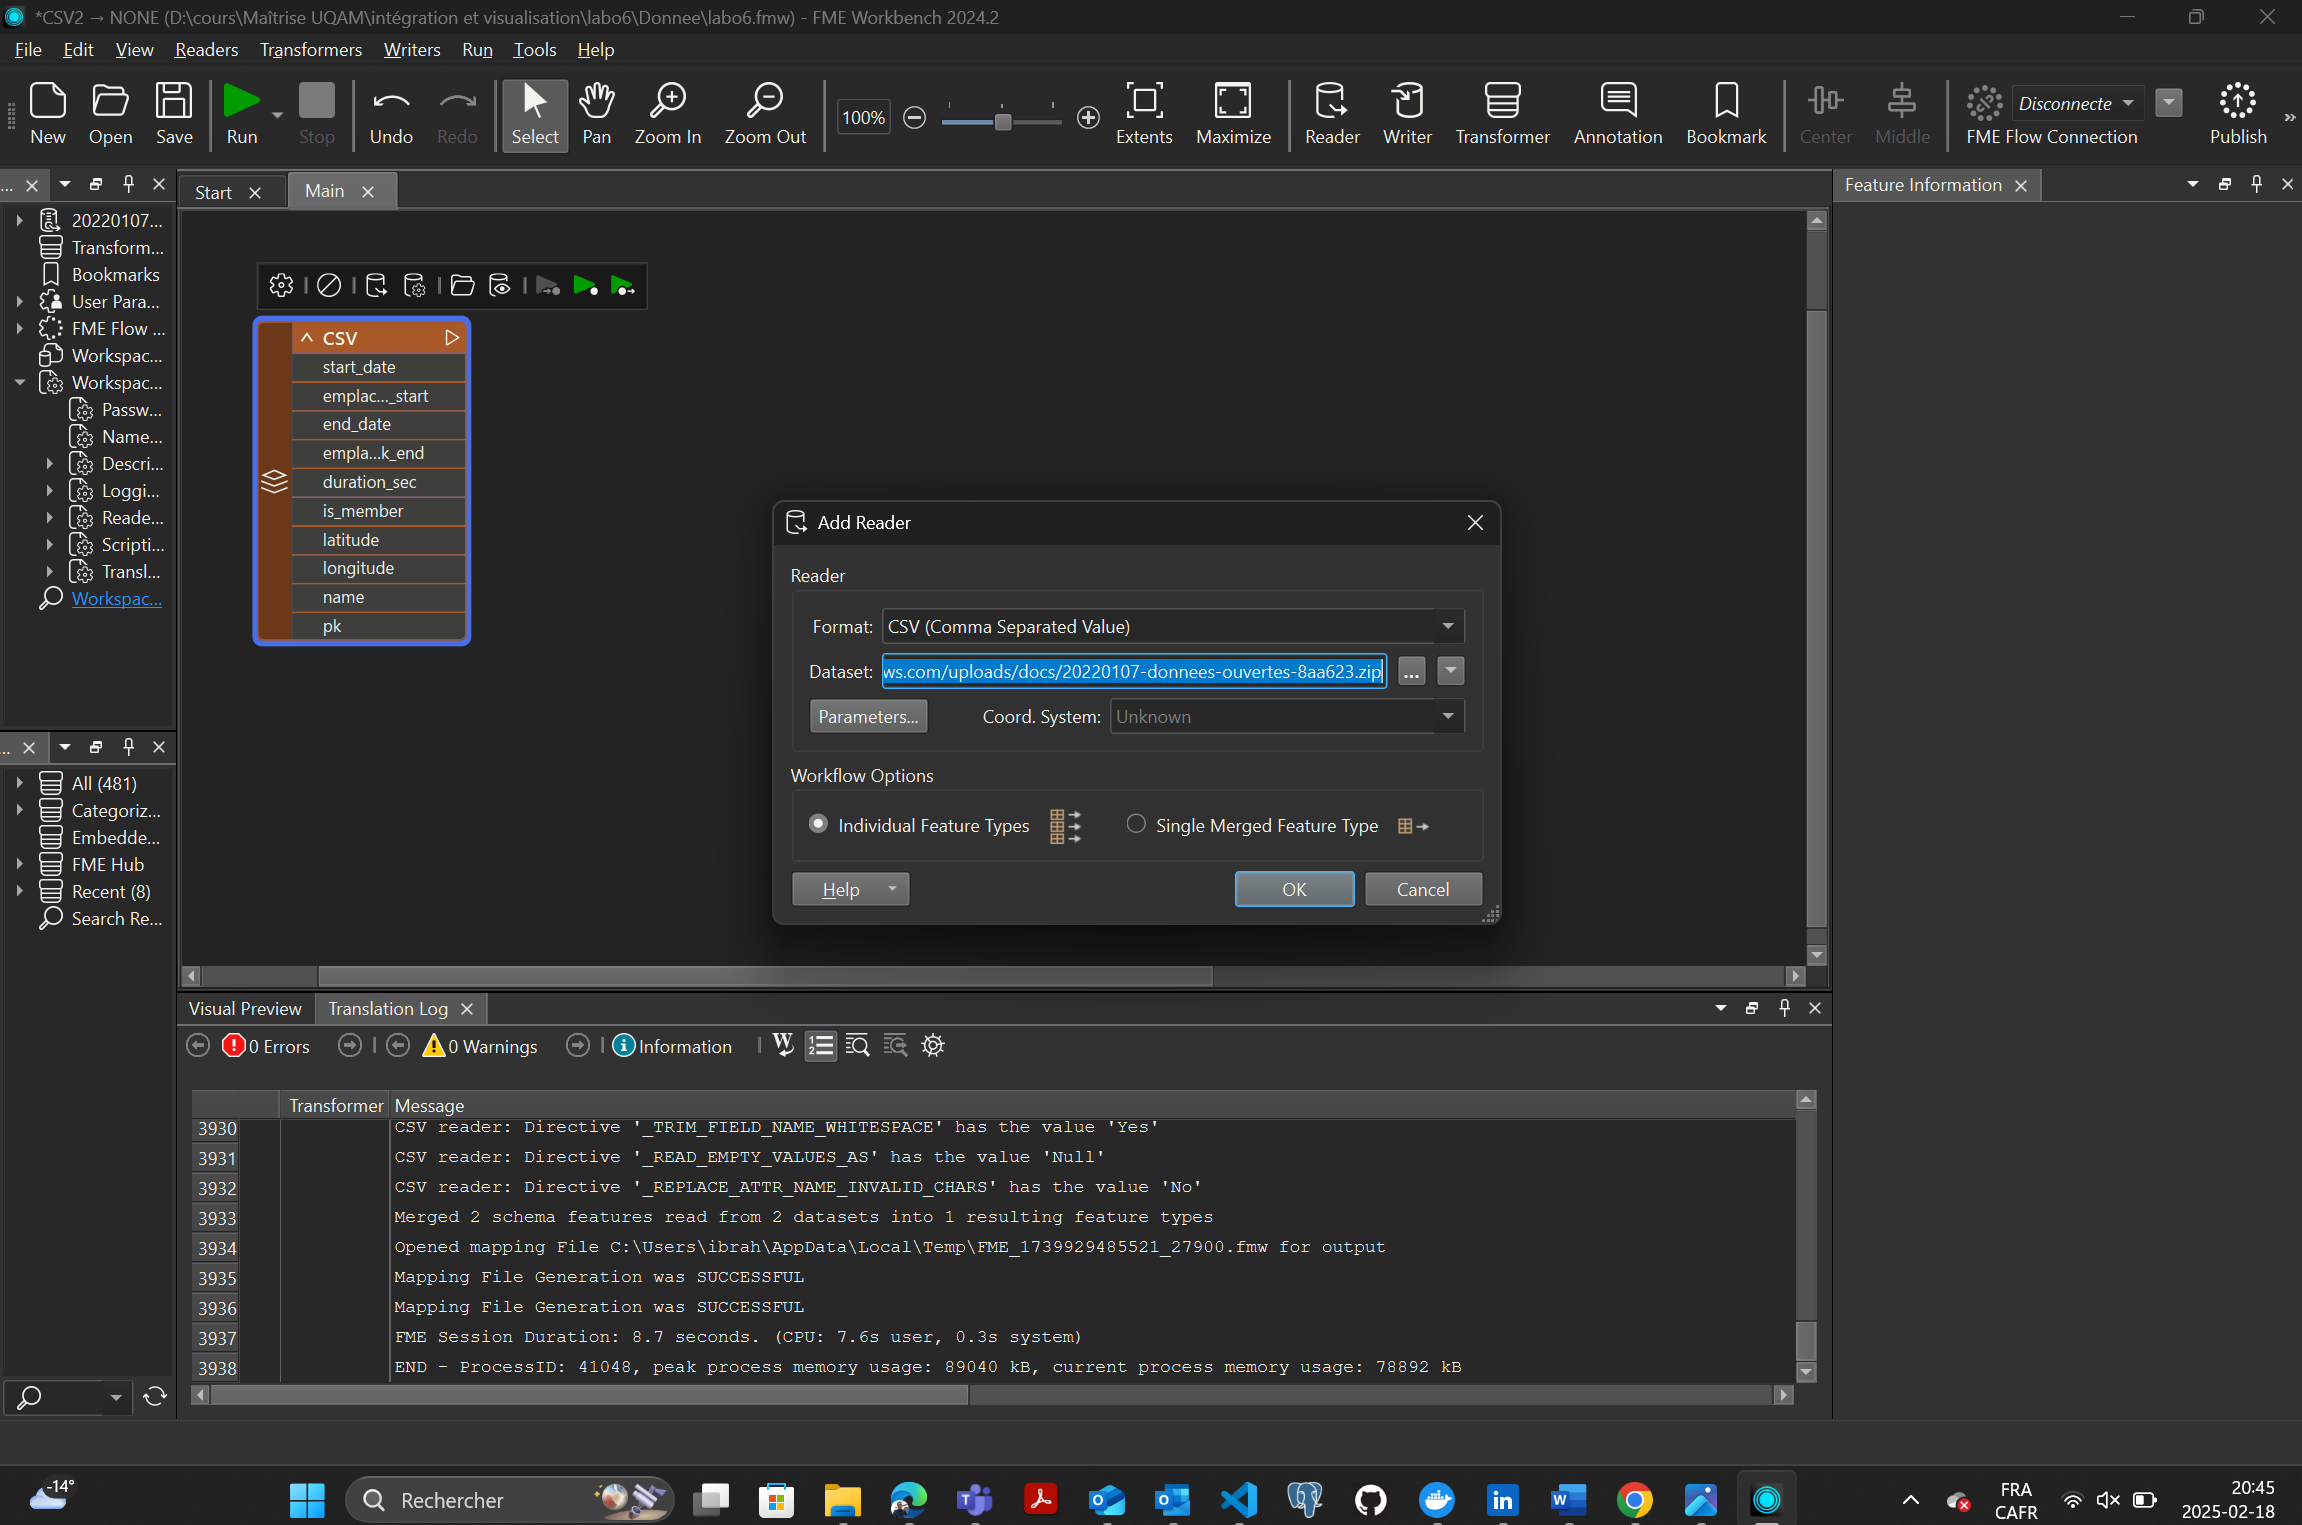 *CSV2 → NONE (D:\cours\Maîtrise UQAM\intégration et visualisation\labo6\Donnee\labo6.fmw) - FME Workbench 2024.2
File Edit View Readers Transformers Writers Run Tools Help
New Open Save Run Stop Undo Redo Select Pan Zoom In Zoom Out 100% Extents Maximize Reader Writer Transformer Annotation Bookmark Center Middle Disconnecte FME Flow Connection Publish
...
Start
Main
Feature Information
20220107...
Transform...
Bookmarks
User Para...
FME Flow ...
Workspac...
Workspac...
Passw...
Name...
Descri...
Loggi...
Reade...
Scripti...
Transl...
Workspac...
CSV
start_date
emplac..._start
end_date
empla...k_end
duration_sec
is_member
latitude
longitude
name
pk
Add Reader
Reader
Format: CSV (Comma Separated Value)
Dataset: ws.com/uploads/docs/20220107-donnees-ouvertes-8aa623.zip ...
Parameters... Coord. System: Unknown
Workflow Options
Individual Feature Types Single Merged Feature Type
Help OK Cancel
...
All (481)
Categoriz...
Embedde...
FME Hub
Recent (8)
Search Re...
Visual Preview Translation Log
0 Errors 0 Warnings Information
Transformer Message
3930 CSV reader: Directive '_TRIM_FIELD_NAME_WHITESPACE' has the value 'Yes'
3931 CSV reader: Directive '_READ_EMPTY_VALUES_AS' has the value 'Null'
3932 CSV reader: Directive '_REPLACE_ATTR_NAME_INVALID_CHARS' has the value 'No'
3933 Merged 2 schema features read from 2 datasets into 1 resulting feature types
3934 Opened mapping File C:\Users\ibrah\AppData\Local\Temp\FME_1739929485521_27900.fmw for output
3935 Mapping File Generation was SUCCESSFUL
3936 Mapping File Generation was SUCCESSFUL
3937 FME Session Duration: 8.7 seconds. (CPU: 7.6s user, 0.3s system)
3938 END - ProcessID: 41048, peak process memory usage: 89040 kB, current process memory usage: 78892 kB
-14°
Rechercher
FRA
CAFR
20:45
2025-02-18